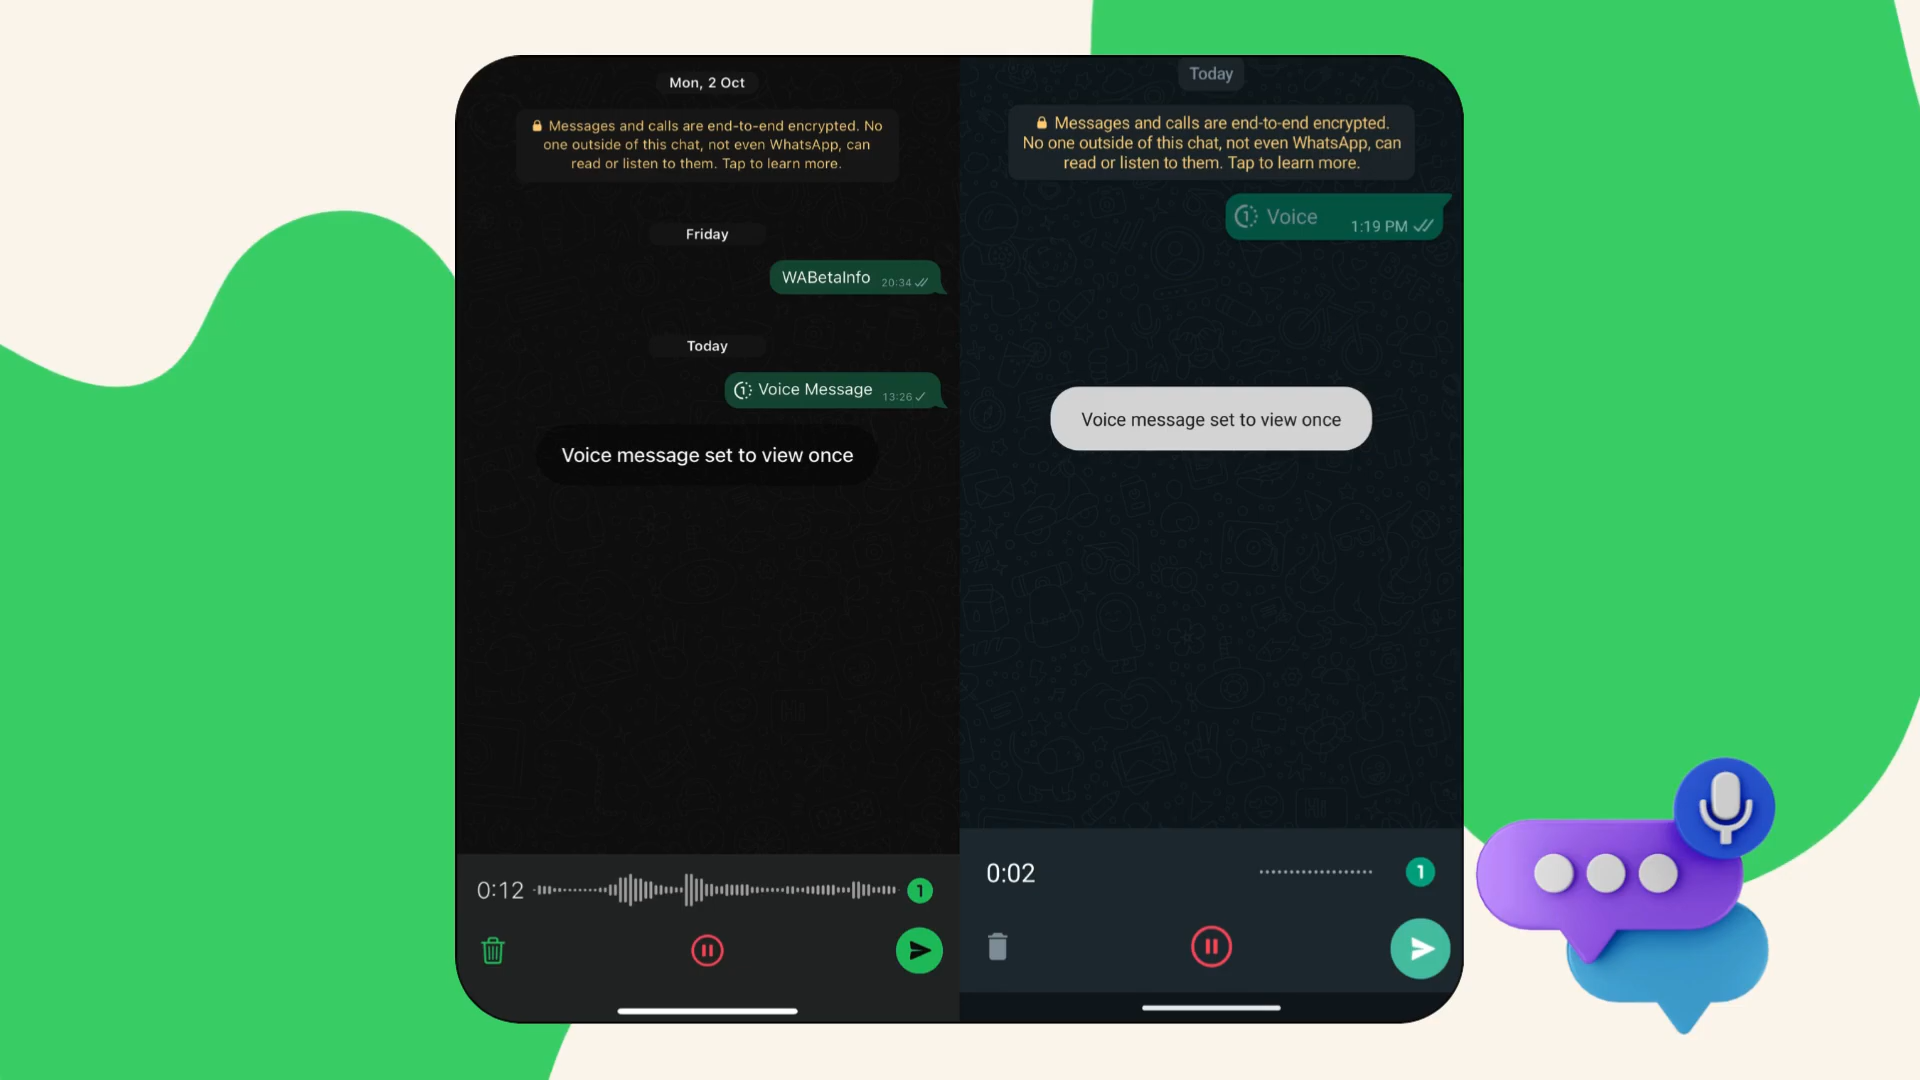 Mon, 2 Oct
Messages and calls are end-to-end encrypted. No
one outside of this chat, not even WhatsApp, can
read or listen to them. Tap to learn more.
Friday
WABetaInfo 20:34
Today
1 Voice Message 13:26
Voice message set to view once
0:12 1
Today
Messages and calls are end-to-end encrypted.
No one outside of this chat, not even WhatsApp, can
read or listen to them. Tap to learn more.
1 Voice 1:19 PM
Voice message set to view once
0:02 1